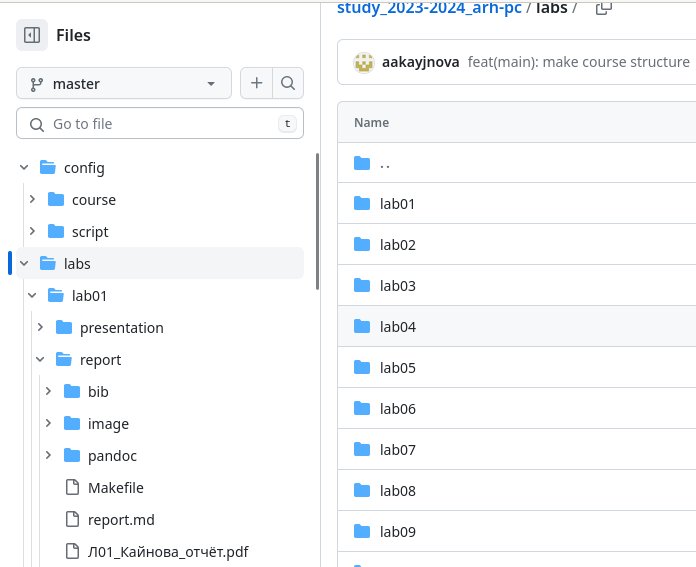 Files
master
Go to file
t
config
course
script
labs
lab01
presentation
report
bib
image
pandoc
Makefile
report.md
Л01_Кайнова_отчёт.pdf
study_2023-2024_arh-pc / labs /
aakayjnova feat(main): make course structure
Name
..
lab01
lab02
lab03
lab04
lab05
lab06
lab07
lab08
lab09